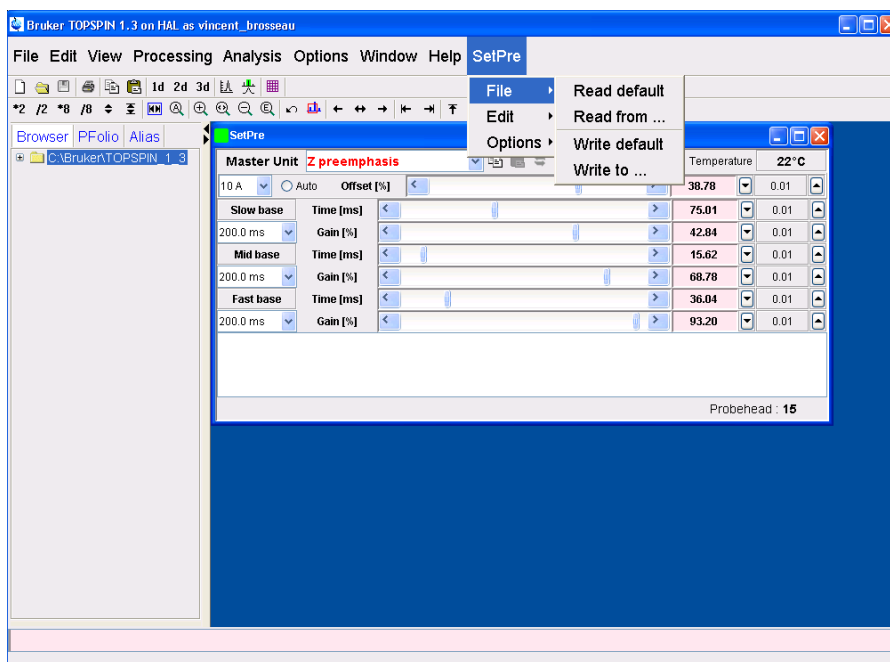 Bruker TOPSPIN 1.3 on HAL as vincent_brosseau
File Edit View Processing Analysis Options Window Help SetPre
1d 2d 3d
*2 /2 *8 /8
Browser PFolio Alias
C:\Bruker\TOPSPIN_1_3
File
Edit
Options
Read default
Read from ...
Write default
Write to ...
SetPre
Master Unit Z preemphasis Temperature 22°C
10 A Auto Offset [%] 38.78 0.01
Slow base Time [ms] 75.01 0.01
200.0 ms Gain [%] 42.84 0.01
Mid base Time [ms] 15.62 0.01
200.0 ms Gain [%] 68.78 0.01
Fast base Time [ms] 36.04 0.01
200.0 ms Gain [%] 93.20 0.01
Probehead : 15